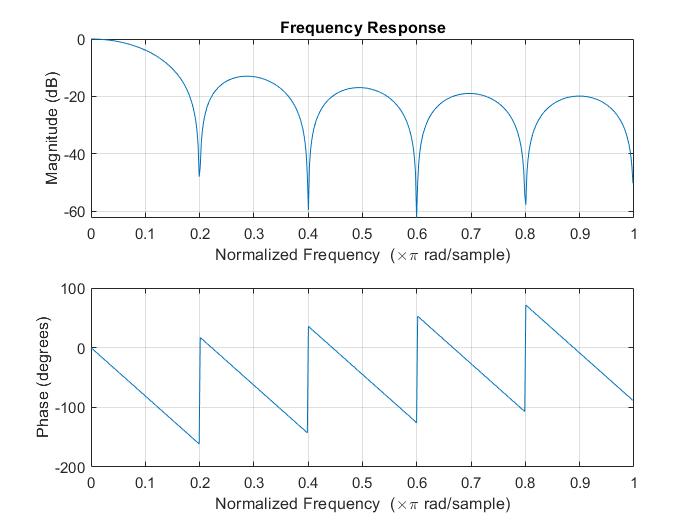 Frequency Response
0
-20
-40
-60
Magnitude (dB)
0 0.1 0.2 0.3 0.4 0.5 0.6 0.7 0.8 0.9 1
Normalized Frequency (×π rad/sample)
100
0
-100
-200
Phase (degrees)
0 0.1 0.2 0.3 0.4 0.5 0.6 0.7 0.8 0.9 1
Normalized Frequency (×π rad/sample)